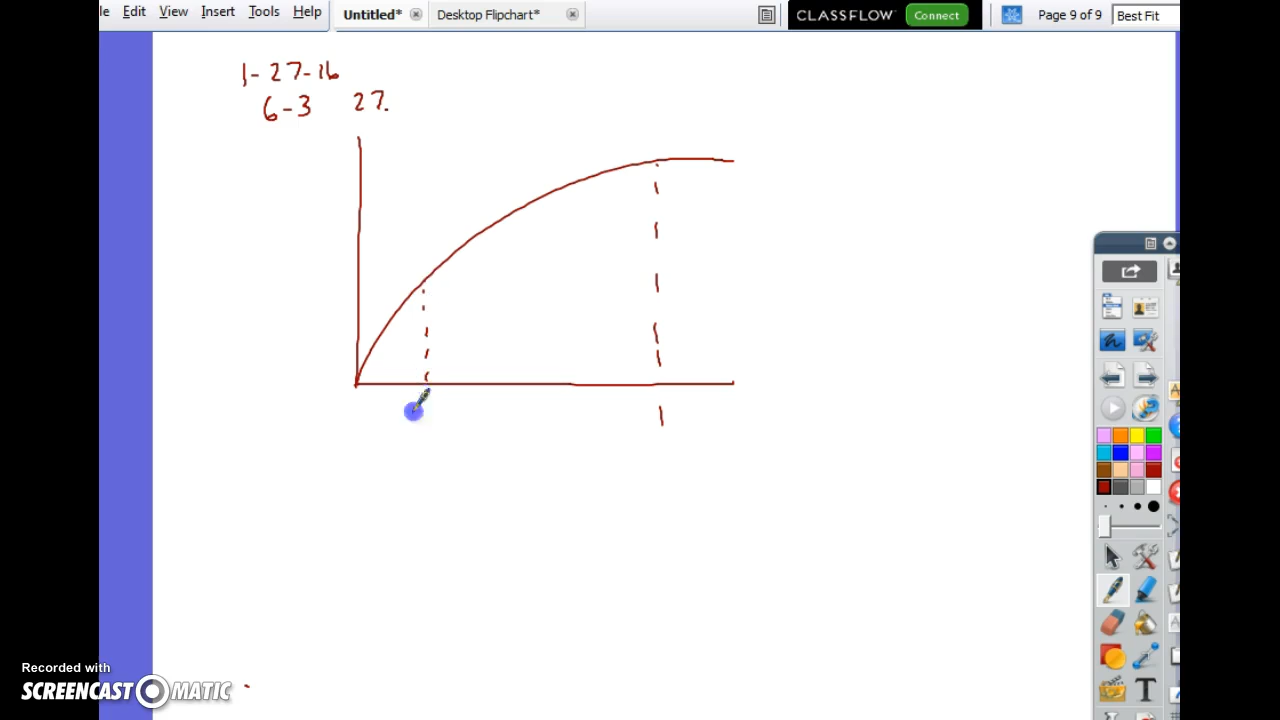 le Edit View Insert Tools Help Untitled* Desktop Flipchart* CLASSFLOW Connect Page 9 of 9 Best Fit
1-27-16
6-3 27.
1
T
Recorded with
SCREENCAST MATIC